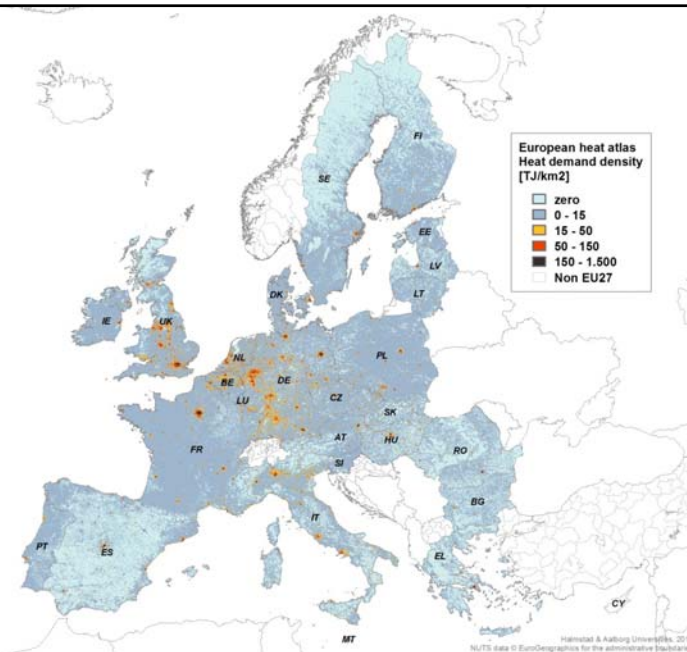 European heat atlas
Heat demand density
[TJ/km2]
zero
0 - 15
15 - 50
50 - 150
150 - 1.500
Non EU27
FI
SE
EE
LV
LT
DK
IE
UK
NL
PL
BE
DE
LU
CZ
SK
FR
AT
HU
RO
SI
BG
IT
PT
ES
EL
CY
MT
Halmstad & Aalborg Universities, 201
NUTS data © EuroGeographics for the administrative boundarie